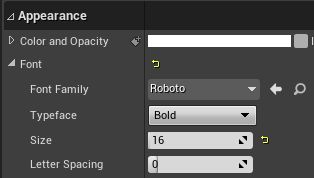 Appearance
Color and Opacity
Font
Font Family Roboto
Typeface Bold
Size 16
Letter Spacing 0